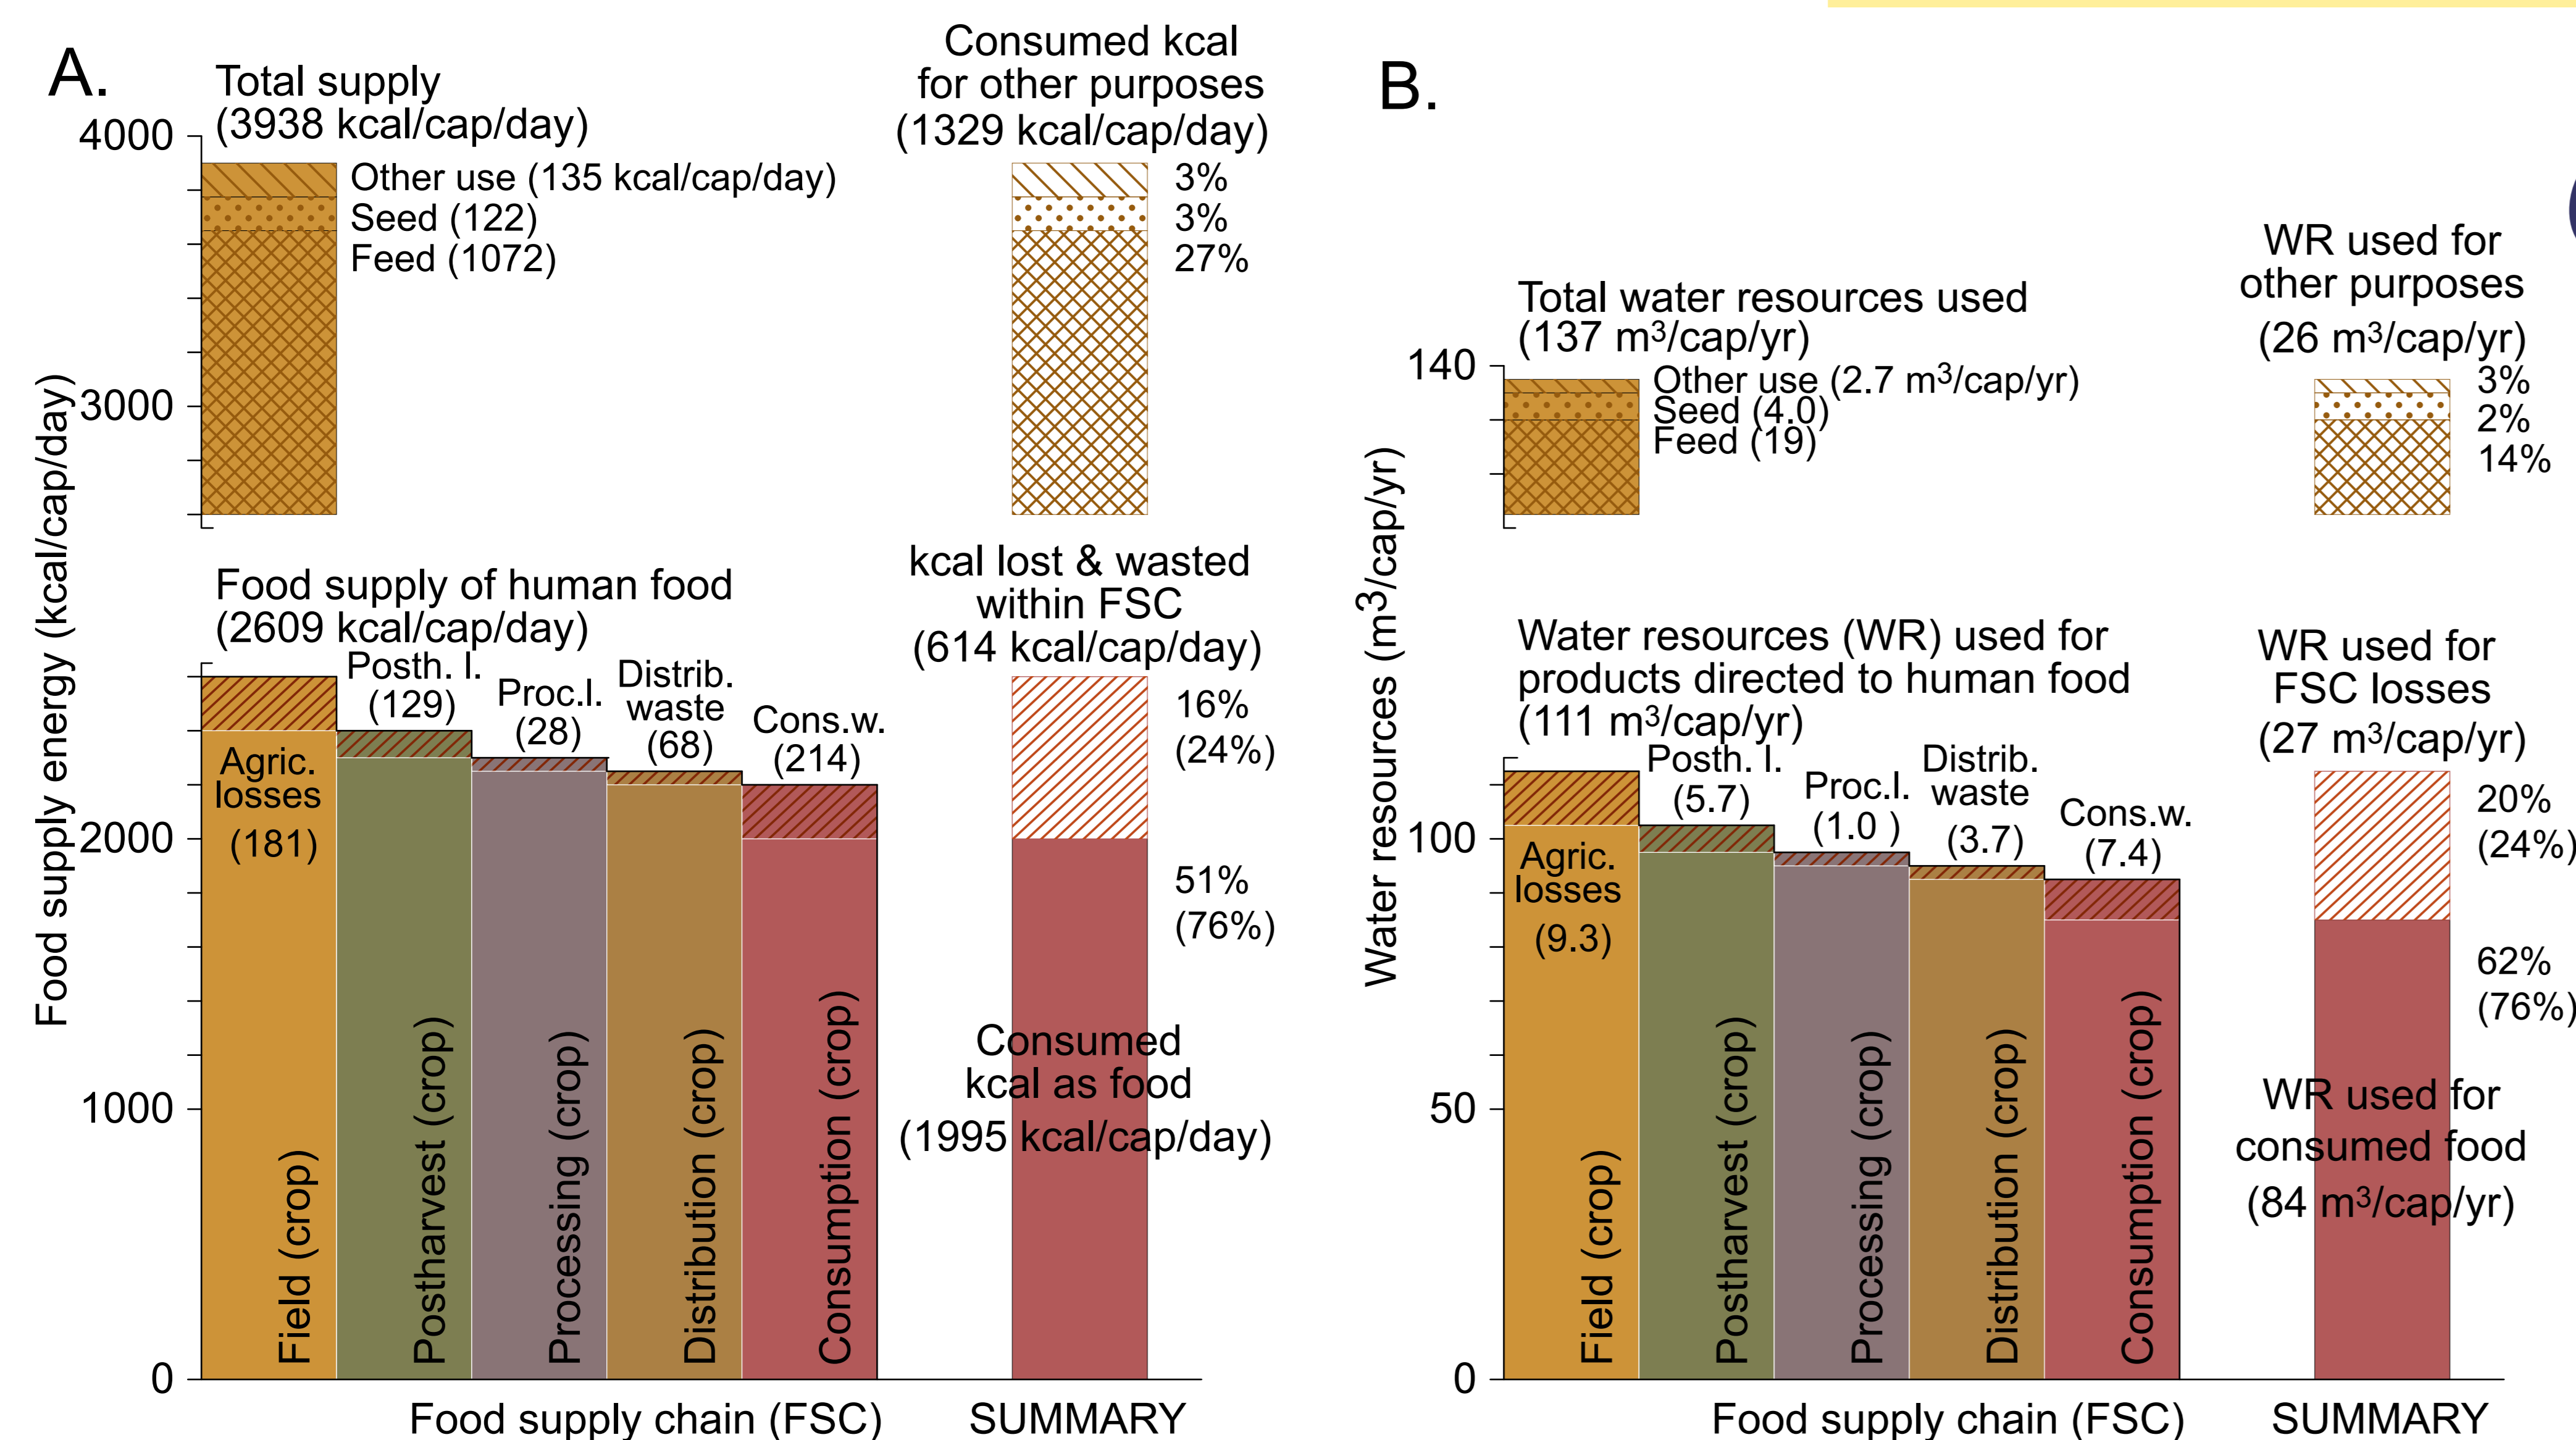 A.
Total supply
(3938 kcal/cap/day)
Consumed kcal
for other purposes
(1329 kcal/cap/day)
4000
3000
2000
1000
0
Food supply energy (kcal/cap/day)
Other use (135 kcal/cap/day)
Seed (122)
Feed (1072)
3%
3%
27%
Food supply of human food
(2609 kcal/cap/day)
kcal lost & wasted
within FSC
(614 kcal/cap/day)
Agric.
losses
(181)
Posth. l.
(129)
Proc.l.
(28)
Distrib.
waste
(68)
Cons.w.
(214)
16%
(24%)
51%
(76%)
Consumed
kcal as food
(1995 kcal/cap/day)
Field (crop)
Postharvest (crop)
Processing (crop)
Distribution (crop)
Consumption (crop)
Food supply chain (FSC)
SUMMARY
B.
Total water resources used
(137 m³/cap/yr)
WR used for
other purposes
(26 m³/cap/yr)
140
100
50
0
Water resources (m³/cap/yr)
Other use (2.7 m³/cap/yr)
Seed (4.0)
Feed (19)
3%
2%
14%
Water resources (WR) used for
products directed to human food
(111 m³/cap/yr)
WR used for
FSC losses
(27 m³/cap/yr)
Agric.
losses
(9.3)
Posth. l.
(5.7)
Proc.l.
(1.0 )
Distrib.
waste
(3.7)
Cons.w.
(7.4)
20%
(24%)
62%
(76%)
WR used for
consumed food
(84 m³/cap/yr)
Field (crop)
Postharvest (crop)
Processing (crop)
Distribution (crop)
Consumption (crop)
Food supply chain (FSC)
SUMMARY